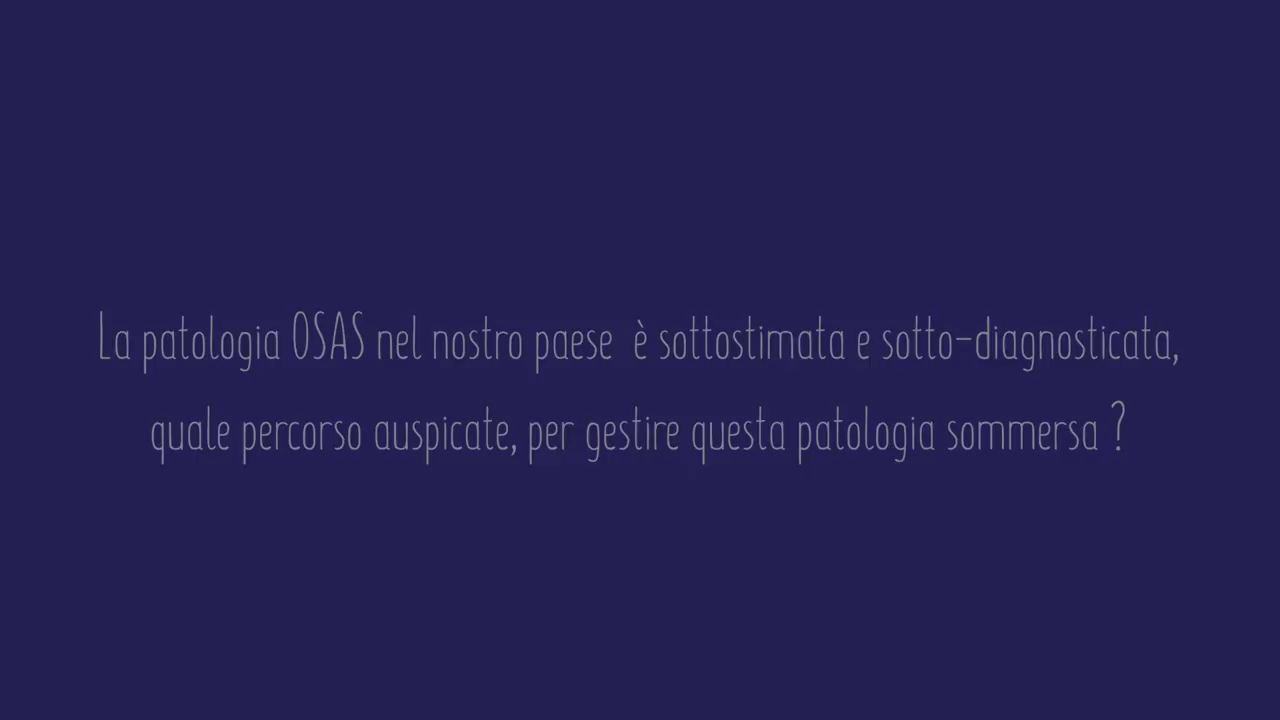 La patologia OSAS nel nostro paese è sottostimata e sotto-diagnosticata,
quale percorso auspicate, per gestire questa patologia sommersa ?